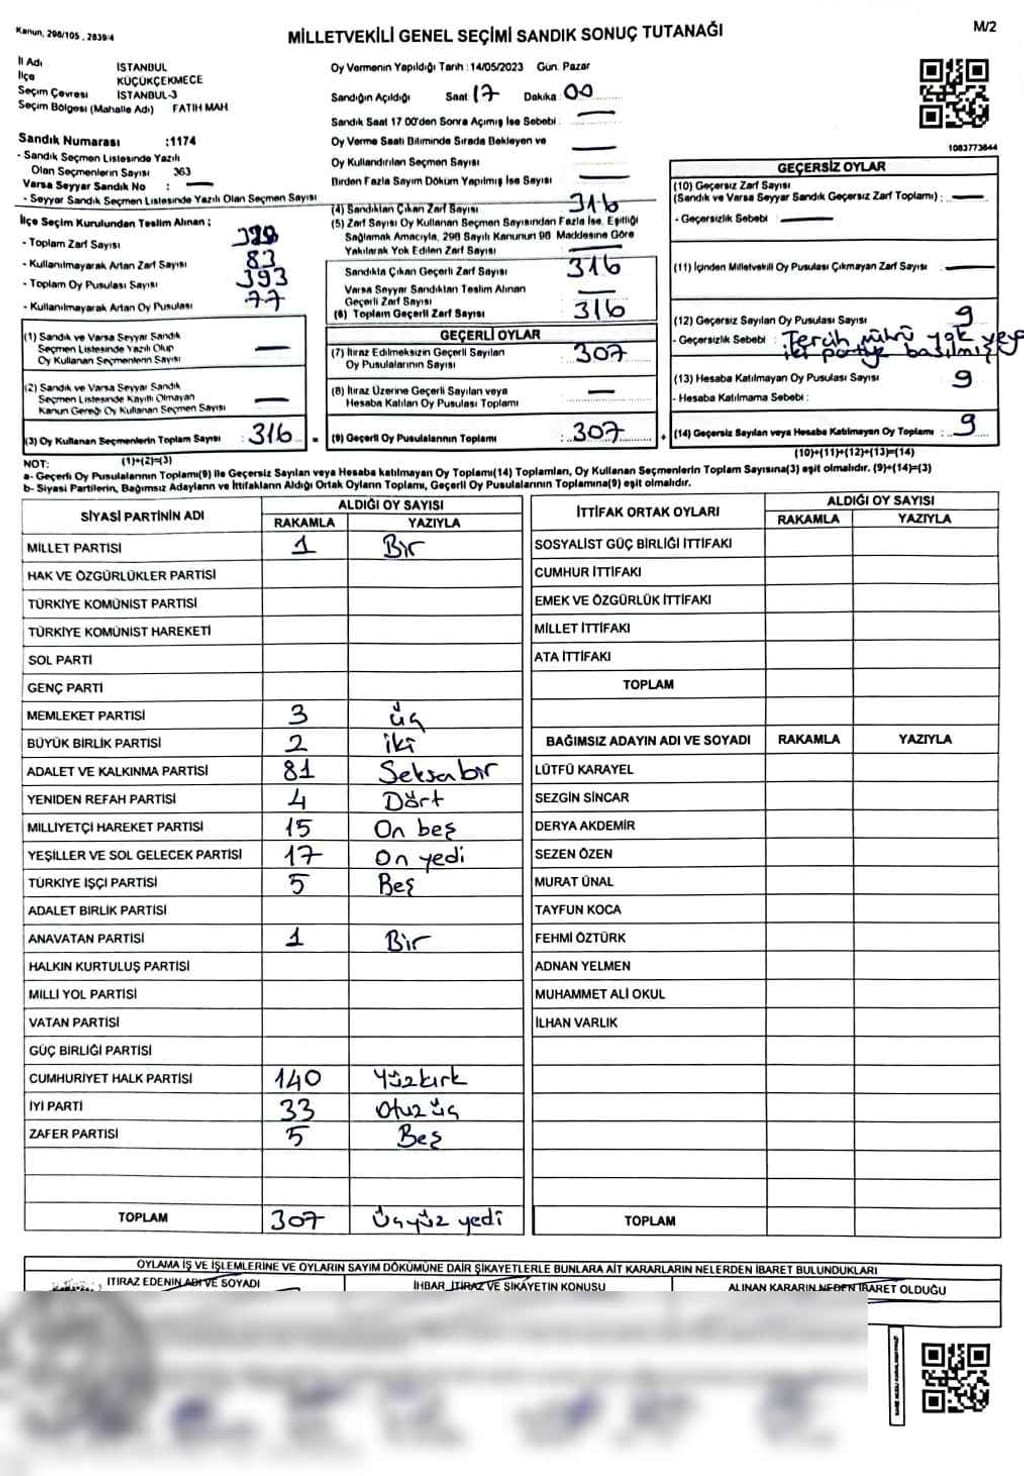 Kanun, 298/105 , 2839/4
MİLLETVEKİLİ GENEL SEÇİMİ SANDIK SONUÇ TUTANAĞI
M/2
İl Adı İSTANBUL
İlçe KÜÇÜKÇEKMECE
Seçim Çevresi İSTANBUL-3
Seçim Bölgesi (Mahalle Adı) FATİH MAH
Sandık Numarası :1174
- Sandık Seçmen Listesinde Yazılı
Olan Seçmenlerin Sayısı 363
Varsa Seyyar Sandık No : —
- Seyyar Sandık Seçmen Listesinde Yazılı Olan Seçmen Sayısı
İlçe Seçim Kurulundan Teslim Alınan ;
- Toplam Zarf Sayısı
- Kullanılmayarak Artan Zarf Sayısı 83
- Toplam Oy Pusulası Sayısı 393
- Kullanılmayarak Artan Oy Pusulası 77
(1) Sandık ve Varsa Seyyar Sandık
Seçmen Listesinde Yazılı Olup
Oy Kullanan Seçmenlerin Sayısı —
(2) Sandık ve Varsa Seyyar Sandık
Seçmen Listesinde Kayıtlı Olmayan
Kanun Gereği Oy Kullanan Seçmen Sayısı —
(3) Oy Kullanan Seçmenlerin Toplam Sayısı : 316
(1)+(2)=(3)
Oy Vermenin Yapıldığı Tarih : 14/05/2023 Gün. Pazar
Sandığın Açıldığı Saat 17 Dakika 00
Sandık Saat 17 00'den Sonra Açımış İse Sebebi : —
Oy Verme Saati Bitiminde Sırada Bekleyen ve
Oy Kullandırılan Seçmen Sayısı —
Birden Fazla Sayım Döküm Yapılmış İse Sayısı —
(4) Sandıktan Çıkan Zarf Sayısı 316
(5) Zarf Sayısı Oy Kullanan Seçmen Sayısından Fazla İse, Eşitliği
Sağlamak Amacıyla, 298 Sayılı Kanunun 98 Maddesine Göre
Yakılarak Yok Edilen Zarf Sayısı —
Sandıkta Çıkan Geçerli Zarf Sayısı 316
Varsa Seyyar Sandıktan Teslim Alınan
Geçerli Zarf Sayısı —
(6) Toplam Geçerli Zarf Sayısı 316
GEÇERLİ OYLAR
(7) İtiraz Edilmeksizin Geçerli Sayılan
Oy Pusulalarının Sayısı : 307
(8) İtiraz Üzerine Geçerli Sayılan veya
Hesaba Katılan Oy Pusulası Toplamı : —
= (9) Geçerli Oy Pusulalarının Toplamı : 307
1083773644
GEÇERSİZ OYLAR
(10) Geçersiz Zarf Sayısı
(Sandık ve Varsa Seyyar Sandık Geçersiz Zarf Toplamı) : —
- Geçersizlik Sebebi : —
(11) İçinden Milletvekili Oy Pusulası Çıkmayan Zarf Sayısı : —
(12) Geçersiz Sayılan Oy Pusulası Sayısı : 9
- Geçersizlik Sebebi : Tercih mührü yok veya
iki partiye basılmış
(13) Hesaba Katılmayan Oy Pusulası Sayısı : 9
- Hesaba Katılmama Sebebi :
+ (14) Geçersiz Sayılan veya Hesaba Katılmayan Oy Toplamı : 9
(10)+(11)+(12)+(13)=(14)
NOT:
a- Geçerli Oy Pusulalarının Toplamı(9) ile Geçersiz Sayılan veya Hesaba katılmayan Oy Toplamı(14) Toplamları, Oy Kullanan Seçmenlerin Toplam Sayısına(3) eşit olmalıdır. (9)+(14)=(3)
b- Siyasi Partilerin, Bağımsız Adayların ve İttifakların Aldığı Ortak Oyların Toplamı, Geçerli Oy Pusulalarının Toplamına(9) eşit olmalıdır.
SİYASİ PARTİNİN ADI ALDIĞI OY SAYISI
RAKAMLA YAZIYLA
MİLLET PARTİSİ 1 Bir
HAK VE ÖZGÜRLÜKLER PARTİSİ
TÜRKİYE KOMÜNİST PARTİSİ
TÜRKİYE KOMÜNİST HAREKETİ
SOL PARTİ
GENÇ PARTİ
MEMLEKET PARTİSİ 3 üç
BÜYÜK BİRLİK PARTİSİ 2 iki
ADALET VE KALKINMA PARTİSİ 81 Seksenbir
YENİDEN REFAH PARTİSİ 4 Dört
MİLLİYETÇİ HAREKET PARTİSİ 15 On beş
YEŞİLLER VE SOL GELECEK PARTİSİ 17 On yedi
TÜRKİYE İŞÇİ PARTİSİ 5 Beş
ADALET BİRLİK PARTİSİ
ANAVATAN PARTİSİ 1 Bir
HALKIN KURTULUŞ PARTİSİ
MİLLİ YOL PARTİSİ
VATAN PARTİSİ
GÜÇ BİRLİĞİ PARTİSİ
CUMHURİYET HALK PARTİSİ 140 Yüzkırk
İYİ PARTİ 33 Otuz üç
ZAFER PARTİSİ 5 Beş
TOPLAM 307 Üçyüz yedi
İTTİFAK ORTAK OYLARI ALDIĞI OY SAYISI
RAKAMLA YAZIYLA
SOSYALİST GÜÇ BİRLİĞİ İTTİFAKI
CUMHUR İTTİFAKI
EMEK VE ÖZGÜRLÜK İTTİFAKI
MİLLET İTTİFAKI
ATA İTTİFAKI
TOPLAM
BAĞIMSIZ ADAYIN ADI VE SOYADI RAKAMLA YAZIYLA
LÜTFÜ KARAYEL
SEZGİN SİNCAR
DERYA AKDEMİR
SEZEN ÖZEN
MURAT ÜNAL
TAYFUN KOCA
FEHMİ ÖZTÜRK
ADNAN YELMEN
MUHAMMET ALİ OKUL
İLHAN VARLIK
TOPLAM
OYLAMA İŞ VE İŞLEMLERİNE VE OYLARIN SAYIM DÖKÜMÜNE DAİR ŞİKAYETLERLE BUNLARA AİT KARARLARIN NELERDEN İBARET BULUNDUKLARI
İTİRAZ EDENİN ADI VE SOYADI İHBAR, İTİRAZ VE ŞİKAYETİN KONUSU ALINAN KARARIN NEDEN İBARET OLDUĞU